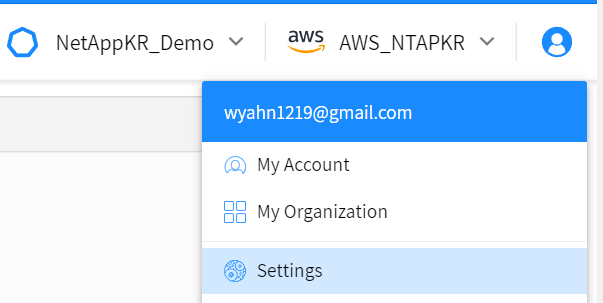 NetAppKR_Demo aws AWS_NTAPKR
wyahn1219@gmail.com
My Account
My Organization
Settings